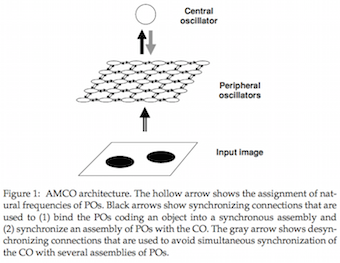 Central
oscillator
Peripheral
oscillators
Input image
Figure 1: AMCO architecture. The hollow arrow shows the assignment of nat-
ural frequencies of POs. Black arrows show synchronizing connections that are
used to (1) bind the POs coding an object into a synchronous assembly and
(2) synchronize an assembly of POs with the CO. The gray arrow shows desyn-
chronizing connections that are used to avoid simultaneous synchronization of
the CO with several assemblies of POs.